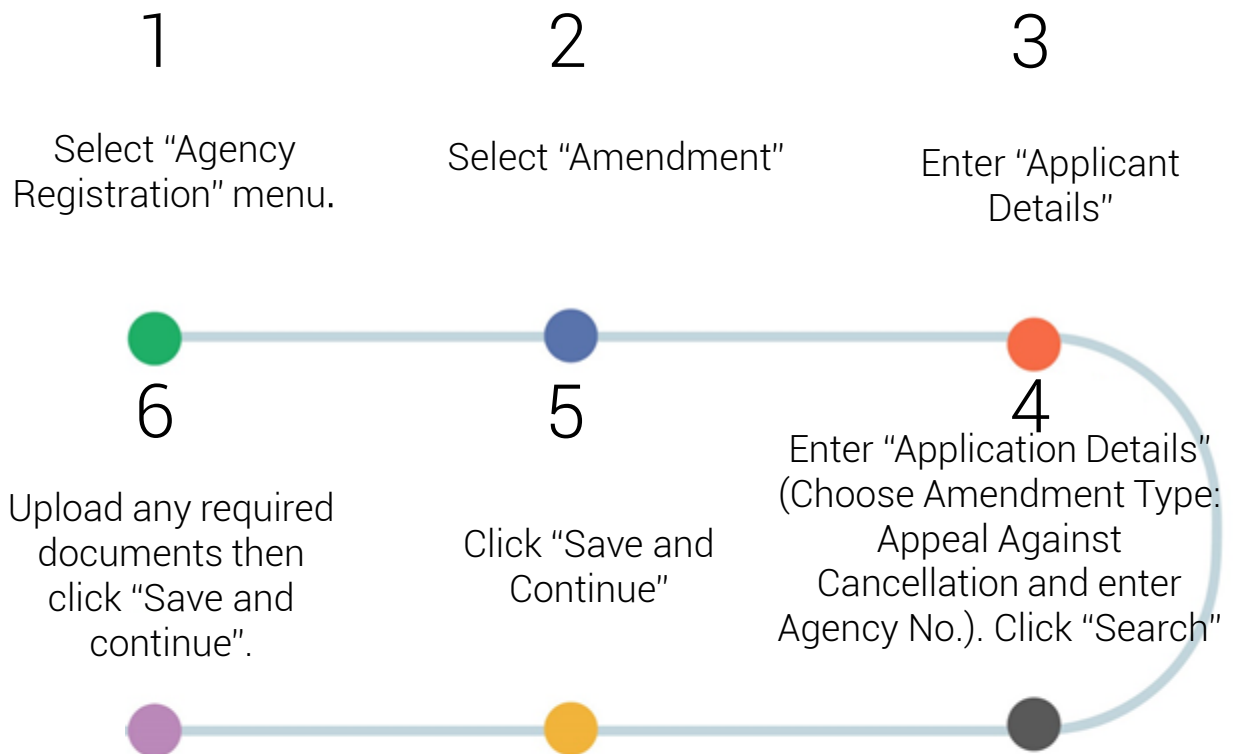 1
Select “Agency
Registration” menu.
2
Select “Amendment”
3
Enter “Applicant
Details”
4
Enter “Application Details”
(Choose Amendment Type:
Appeal Against
Cancellation and enter
Agency No.). Click “Search”
5
Click “Save and
Continue”
6
Upload any required
documents then
click “Save and
continue”.